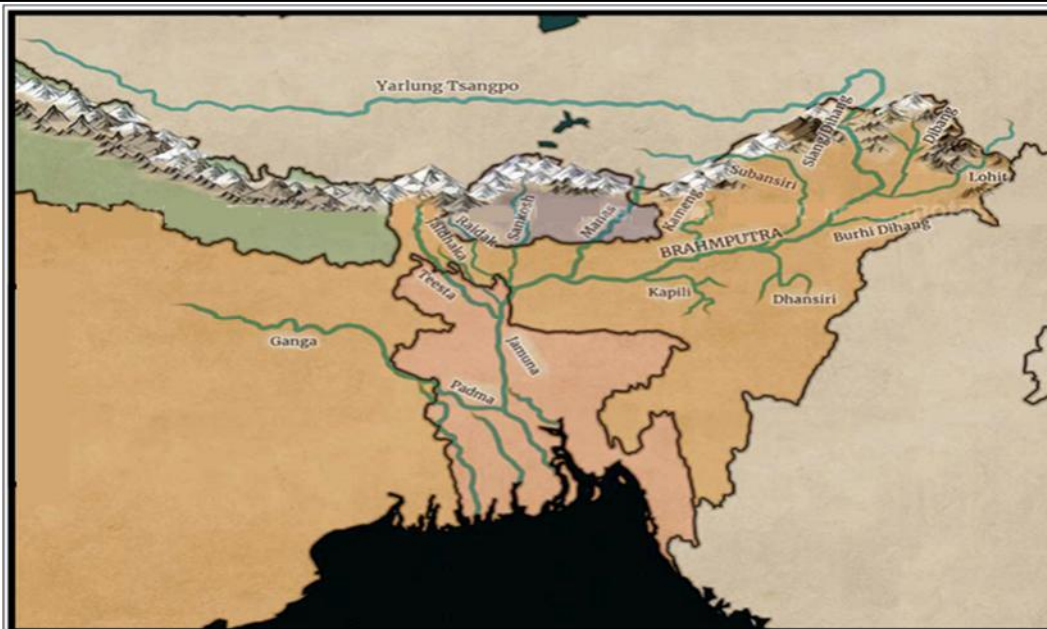 Yarlung Tsangpo
Siang
Dihang
Dihang
Lohit
Subansiri
Kameng
Manas
Sankosh
Raidak
Jaldhaka
BRAHMPUTRA
Burhi Dihang
Teesta
Kapili
Dhansiri
Ganga
Jamuna
Padma